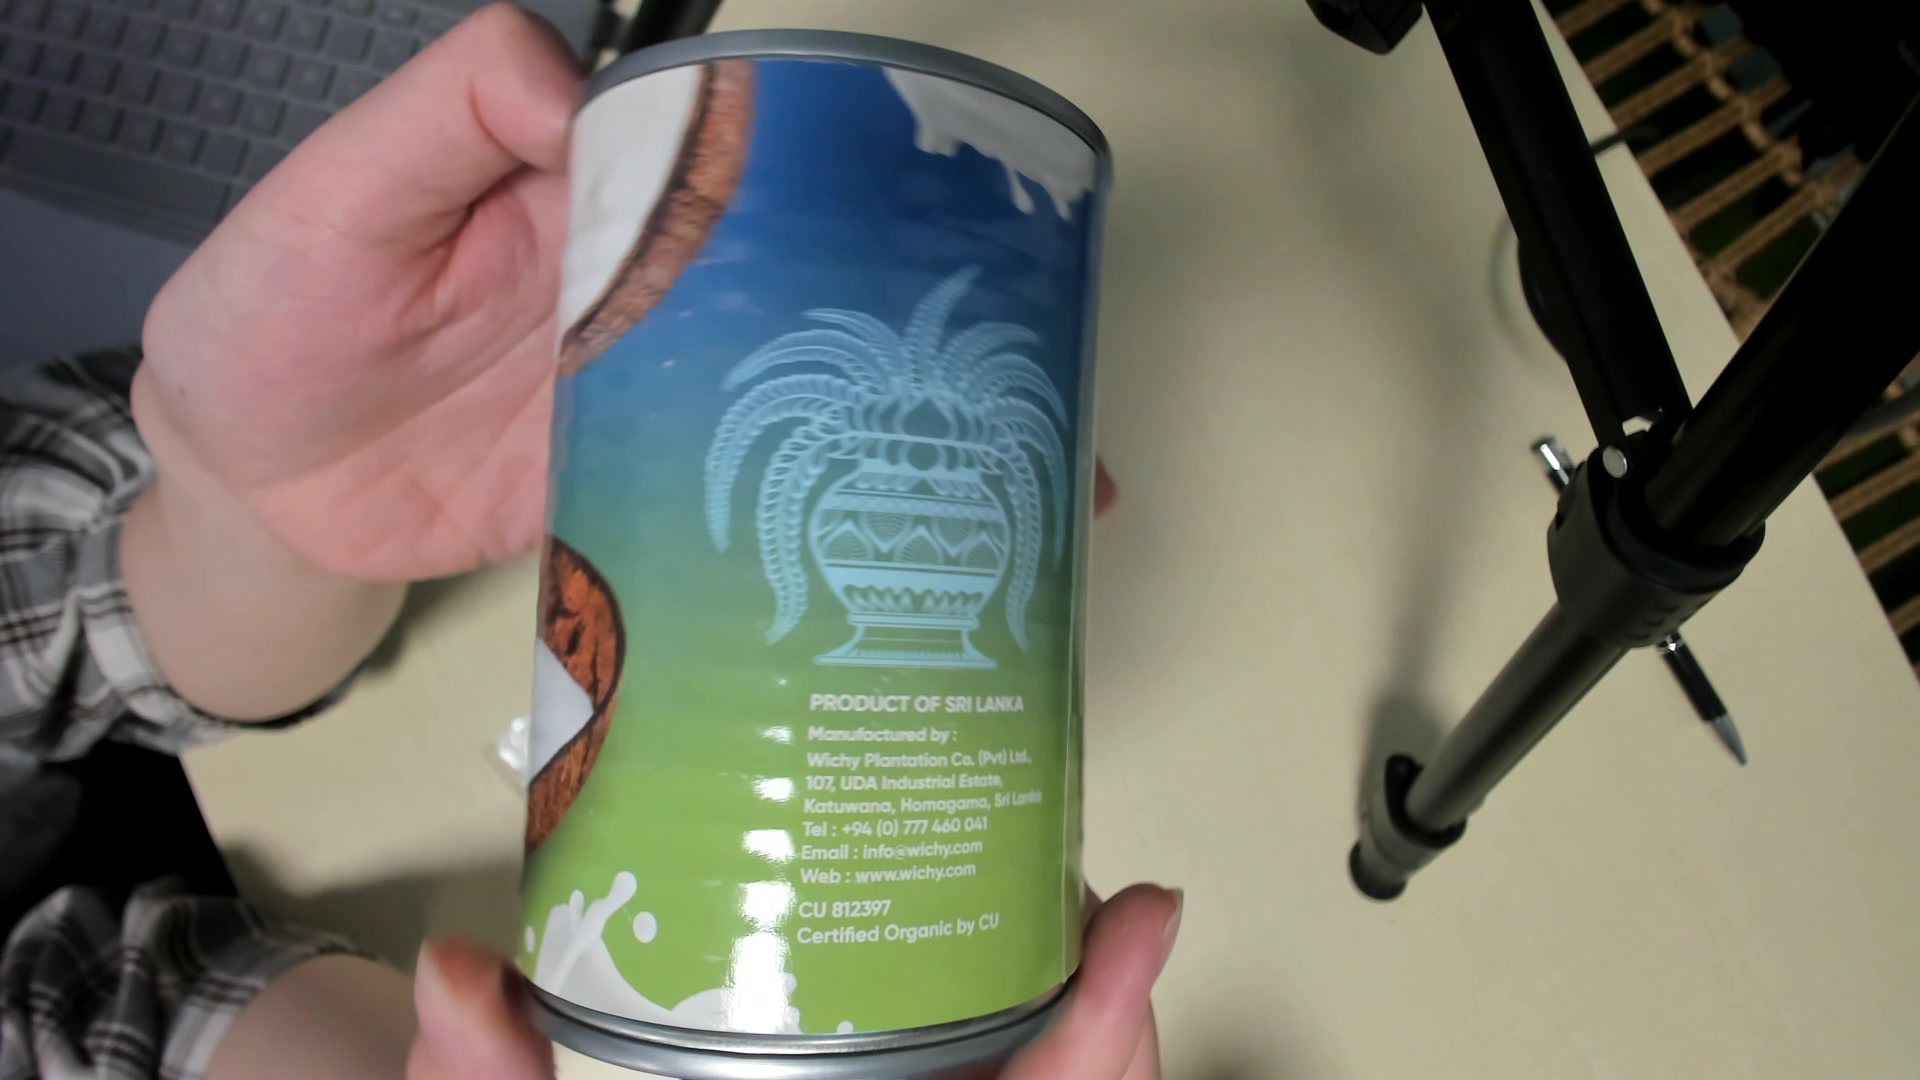 PRODUCT OF SRI LANKA
Manufactured by :
Wichy Plantation Co. (Pvt) Ltd.,
107, UDA Industrial Estate,
Katuwana, Homagama, Sri Lanka
Tel : +94 (0) 777 460 041
Email : info@wichy.com
Web : www.wichy.com
CU 812397
Certified Organic by CU